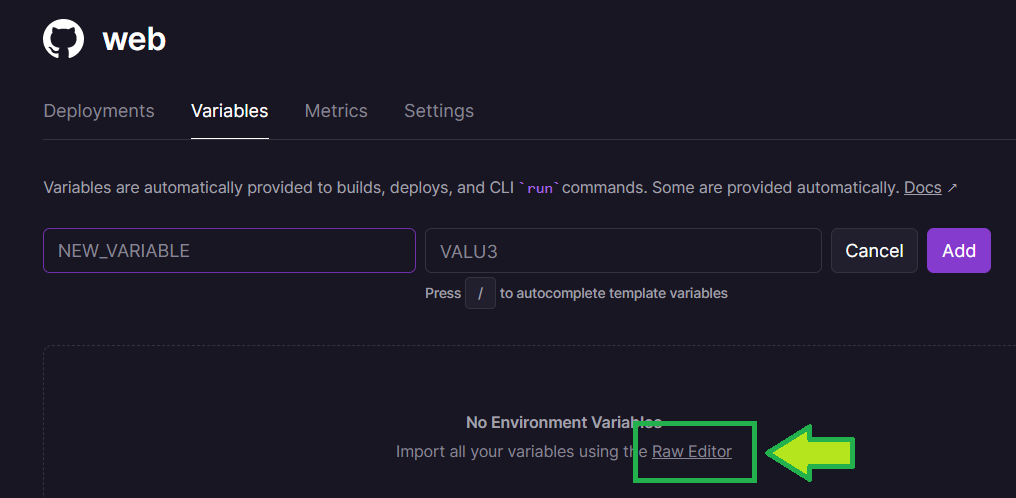 web
Deployments Variables Metrics Settings
Variables are automatically provided to builds, deploys, and CLI `run` commands. Some are provided automatically. Docs ↗
NEW_VARIABLE VALU3 Cancel Add
Press / to autocomplete template variables
No Environment Variables
Import all your variables using the Raw Editor